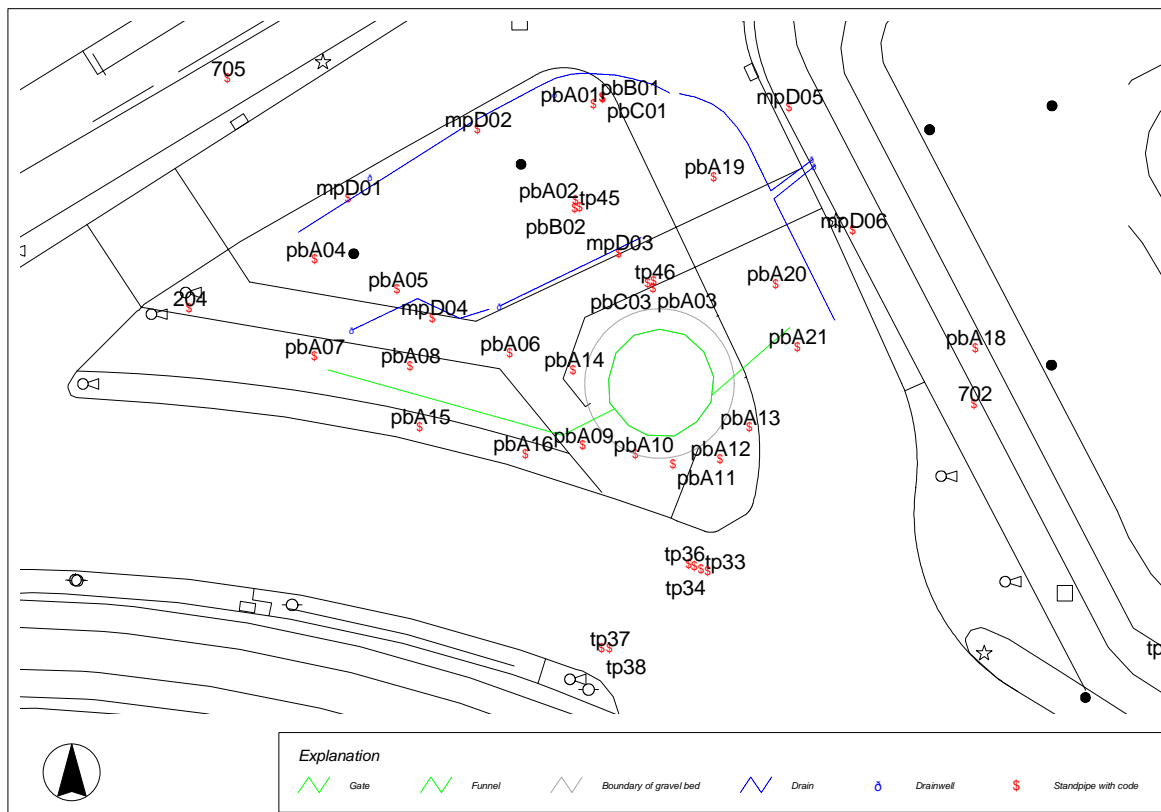 705
pbA01
pbB01
pbC01
mpD05
mpD02
pbA19
mpD01
pbA02
tp45
pbB02
mpD06
mpD03
pbA04
pbA05
tp46
pbA20
204
mpD04
pbC03
pbA03
pbA07
pbA08
pbA06
pbA14
pbA21
pbA18
702
pbA15
pbA16
pbA09
pbA10
pbA13
pbA12
pbA11
tp36
tp33
tp34
tp37
tp38
tp
Explanation
Gate
Funnel
Boundary of gravel bed
Drain
Drainwell
Standpipe with code